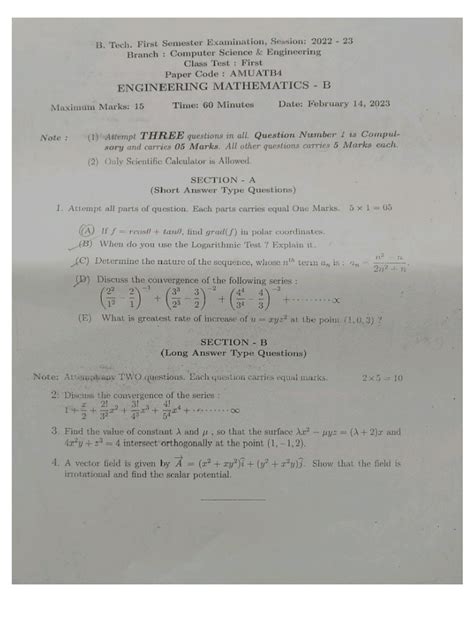 B. Tech. First Semester Examination, Session: 2022 - 23
Branch : Computer Science & Engineering
Class Test : First
Paper Code : AMUATB4
ENGINEERING MATHEMATICS - B
Maximum Marks: 15 Time: 60 Minutes Date: February 14, 2023
Note : (1) Attempt THREE questions in all. Question Number 1 is Compul-
sory and carries 05 Marks. All other questions carries 5 Marks each.
(2) Only Scientific Calculator is Allowed.
SECTION - A
(Short Answer Type Questions)
1. Attempt all parts of question. Each parts carries equal One Marks. 5 × 1 = 05
(A) If f = rcosθ + tanθ, find grad(f) in polar coordinates.
(B) When do you use the Logarithmic Test ? Explain it.
(C) Determine the nature of the sequence, whose nᵗʰ term aₙ is : aₙ = (n² − n)/(2n² + n)
(D) Discuss the convergence of the following series :
(2²/1² − 2/1)⁻¹ + (3³/2³ − 3/2)⁻² + (4⁴/3⁴ − 4/3)⁻³ + ⋯⋯⋯∞
(E) What is greatest rate of increase of u = xyz² at the point (1, 0, 3) ?
SECTION - B
(Long Answer Type Questions)
Note: Attempt any TWO questions. Each question carries equal marks. 2 × 5 = 10
2. Discuss the convergence of the series :
1 + x/2 + 2!/3² x² + 3!/4³ x³ + 4!/5⁴ x⁴ + ⋯⋯⋯∞
3. Find the value of constant λ and μ , so that the surface λx² − μyz = (λ + 2)x and
4x²y + z³ = 4 intersect orthogonally at the point (1, −1, 2).
4. A vector field is given by A⃗ = (x² + xy²)i⃗ + (y² + x²y)j⃗. Show that the field is
irrotational and find the scalar potential.